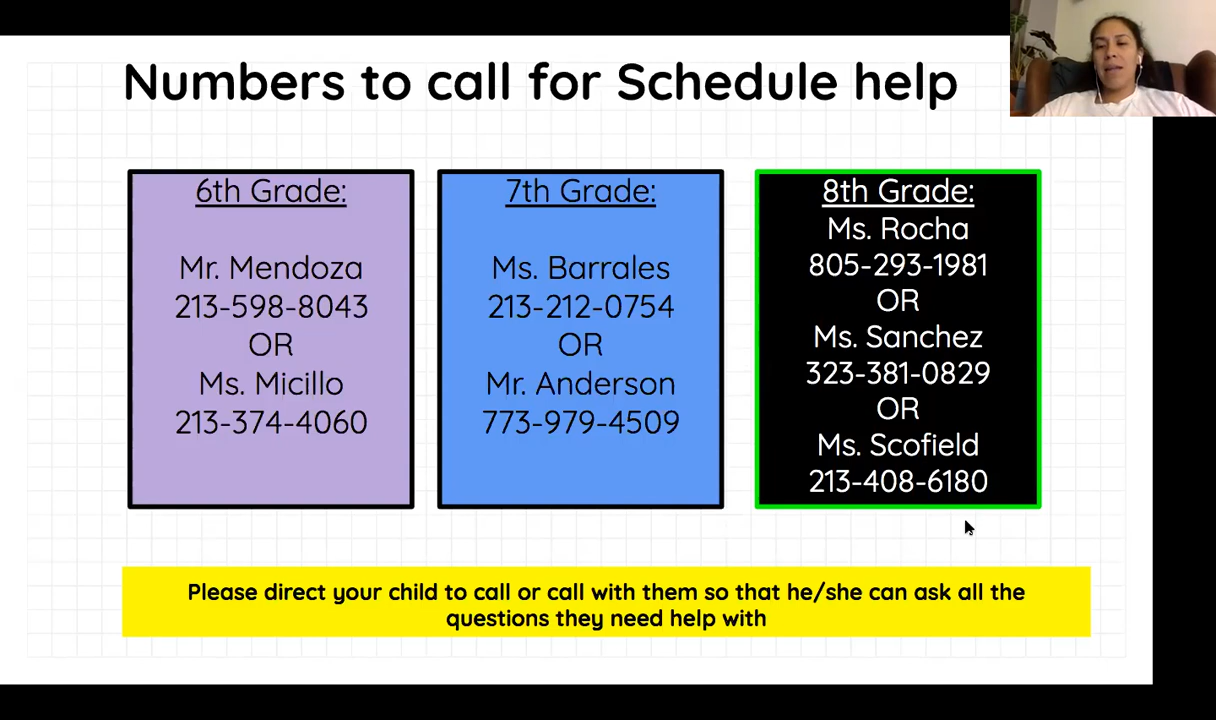 Numbers to call for Schedule help
6th Grade:
Mr. Mendoza
213-598-8043
OR
Ms. Micillo
213-374-4060
7th Grade:
Ms. Barrales
213-212-0754
OR
Mr. Anderson
773-979-4509
8th Grade:
Ms. Rocha
805-293-1981
OR
Ms. Sanchez
323-381-0829
OR
Ms. Scofield
213-408-6180
Please direct your child to call or call with them so that he/she can ask all the
questions they need help with